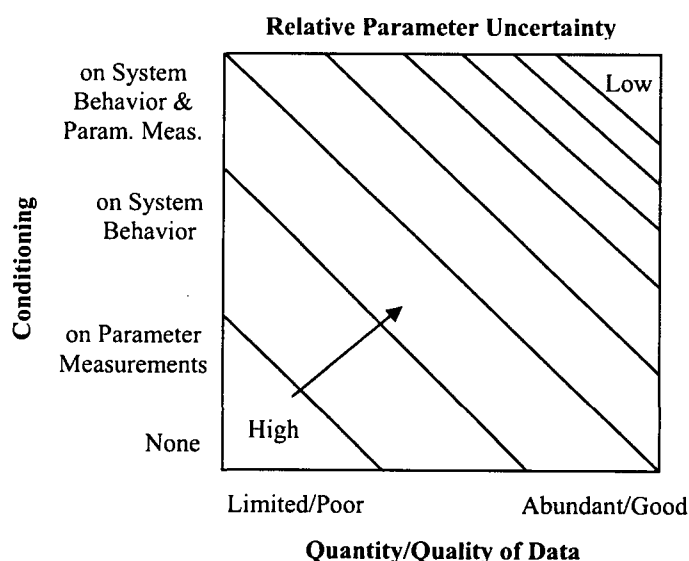 Relative Parameter Uncertainty
on System
Behavior &
Param. Meas.
Low
on System
Behavior
Conditioning
on Parameter
Measurements
High
None
Limited/Poor
Abundant/Good
Quantity/Quality of Data